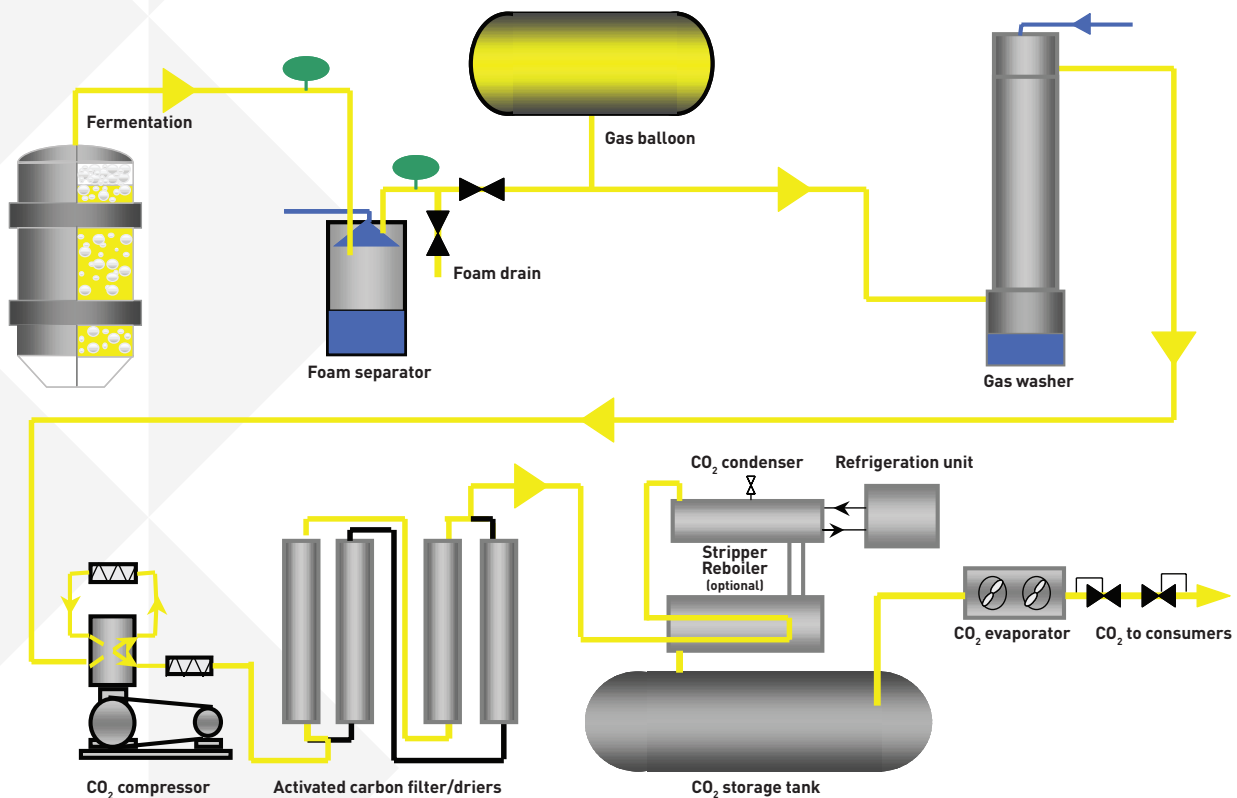 Fermentation
Gas balloon
Foam drain
Foam separator
Gas washer
CO₂ condenser
Refrigeration unit
Stripper
Reboiler
(optional)
CO₂ evaporator
CO₂ to consumers
CO₂ compressor
Activated carbon filter/driers
CO₂ storage tank